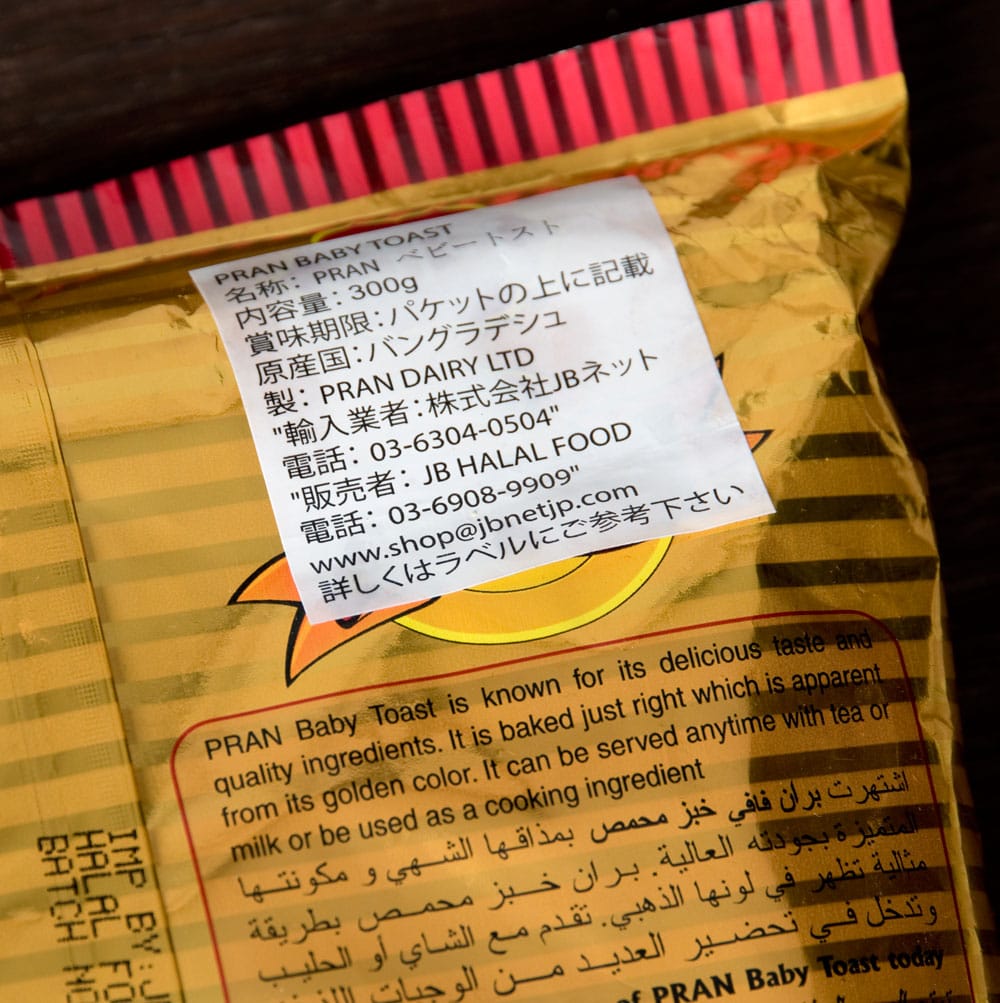 PRAN BABY TOAST
名称： PRAN ベビートスト
内容量：300g
賞味期限：パケットの上に記載
原産国：バングラデシュ
製： PRAN DAIRY LTD
"輸入業者：株式会社JBネット
電話： 03-6304-0504"
"販売者： JB HALAL FOOD
電話： 03-6908-9909"
www.shop@jbnetjp.com
詳しくはラベルにご参考下さい
PRAN Baby Toast is known for its delicious taste and
quality ingredients. It is baked just right which is apparent
from its golden color. It can be served anytime with tea or
milk or be used as a cooking ingredient
اشتهرت بران فافي خبز محمص بمذاقها الشهي و مكونتها
المتميزة بجودته العالية. بران خبز محمص بطريقة
مثالية تظهر في لونها الذهبي. تقدم مع الشاي أو الحليب
وتدخل في تحضير العديد من الوجبات
of PRAN Baby Toast today
IMP BY:J
HALAL FO
BATCH NO